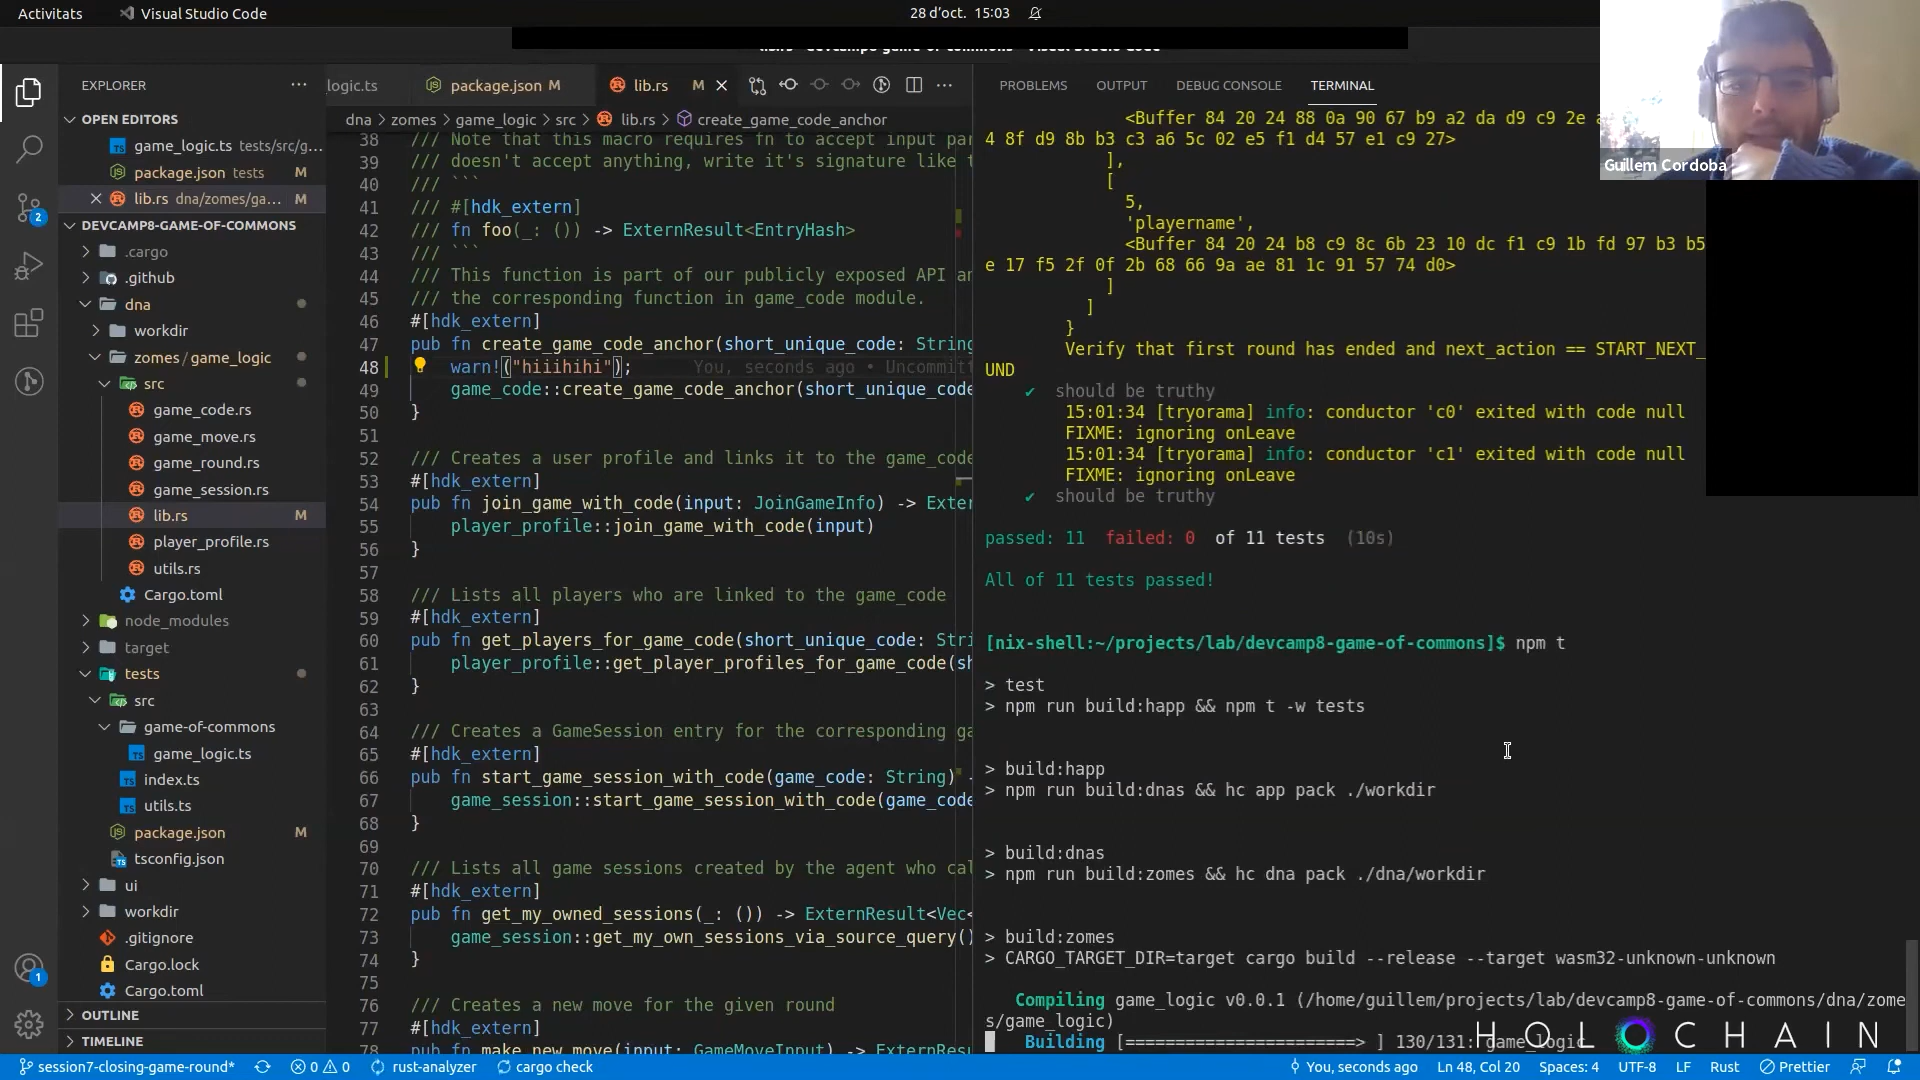 Activitats
Visual Studio Code
28 d'oct. 15:03
Guillem Cordoba
EXPLORER
OPEN EDITORS
game_logic.ts tests/src/g...
package.json tests M
lib.rs dna/zomes/ga... M
DEVCAMP8-GAME-OF-COMMONS
.cargo
.github
dna
workdir
zomes / game_logic
src
game_code.rs
game_move.rs
game_round.rs
game_session.rs
lib.rs M
player_profile.rs
utils.rs
Cargo.toml
node_modules
target
tests
src
game-of-commons
game_logic.ts
index.ts
utils.ts
package.json M
tsconfig.json
ui
workdir
.gitignore
Cargo.lock
Cargo.toml
OUTLINE
TIMELINE
2
1
logic.ts
package.json M
lib.rs M
dna > zomes > game_logic > src > lib.rs > create_game_code_anchor
38 /// Note that this macro requires fn to accept input par
39 /// doesn't accept anything, write it's signature like t
40 /// ```
41 /// #[hdk_extern]
42 /// fn foo(_: ()) -> ExternResult<EntryHash>
43 /// ```
43 ///
44 /// This function is part of our publicly exposed API an
45 /// the corresponding function in game_code module.
46 #[hdk_extern]
47 pub fn create_game_code_anchor(short_unique_code: String
48 warn!("hiiihihi"); You, seconds ago • Uncommitt
49 game_code::create_game_code_anchor(short_unique_code
50 }
51
52 /// Creates a user profile and links it to the game_code
53 #[hdk_extern]
54 pub fn join_game_with_code(input: JoinGameInfo) -> Exter
55 player_profile::join_game_with_code(input)
56 }
57
58 /// Lists all players who are linked to the game_code
59 #[hdk_extern]
60 pub fn get_players_for_game_code(short_unique_code: Stri
61 player_profile::get_player_profiles_for_game_code(sh
62 }
63
64 /// Creates a GameSession entry for the corresponding ga
65 #[hdk_extern]
66 pub fn start_game_session_with_code(game_code: String) -
67 game_session::start_game_session_with_code(game_code
68 }
69
70 /// Lists all game sessions created by the agent who cal
71 #[hdk_extern]
72 pub fn get_my_owned_sessions(_: ()) -> ExternResult<Vec<
73 game_session::get_my_own_sessions_via_source_query()
74 }
75
76 /// Creates a new move for the given round
77 #[hdk_extern]
78 pub fn make_new_move(input: GameMoveInput) -> ExternResu
PROBLEMS OUTPUT DEBUG CONSOLE TERMINAL
<Buffer 84 20 24 88 0a 90 67 b9 a2 da d9 c9 2e a
4 8f d9 8b b3 c3 a6 5c 02 e5 f1 d4 57 e1 c9 27>
],
[
5,
'playername',
<Buffer 84 20 24 b8 c9 8c 6b 23 10 dc f1 c9 1b fd 97 b3 b5
e 17 f5 2f 0f 2b 68 66 9a ae 81 1c 91 57 74 d0>
]
]
}
Verify that first round has ended and next_action == START_NEXT_
UND
✔ should be truthy
15:01:34 [tryorama] info: conductor 'c0' exited with code null
FIXME: ignoring onLeave
15:01:34 [tryorama] info: conductor 'c1' exited with code null
FIXME: ignoring onLeave
✔ should be truthy
passed: 11 failed: 0 of 11 tests (10s)
All of 11 tests passed!
[nix-shell:~/projects/lab/devcamp8-game-of-commons]$ npm t
> test
> npm run build:happ && npm t -w tests
> build:happ
> npm run build:dnas && hc app pack ./workdir
> build:dnas
> npm run build:zomes && hc dna pack ./dna/workdir
> build:zomes
> CARGO_TARGET_DIR=target cargo build --release --target wasm32-unknown-unknown
Compiling game_logic v0.0.1 (/home/guillem/projects/lab/devcamp8-game-of-commons/dna/zome
s/game_logic)
Building [=======================> ] 130/131: game_logic
HOLOCHAIN
session7-closing-game-round* 0 0 rust-analyzer cargo check
You, seconds ago Ln 48, Col 20 Spaces: 4 UTF-8 LF Rust Prettier